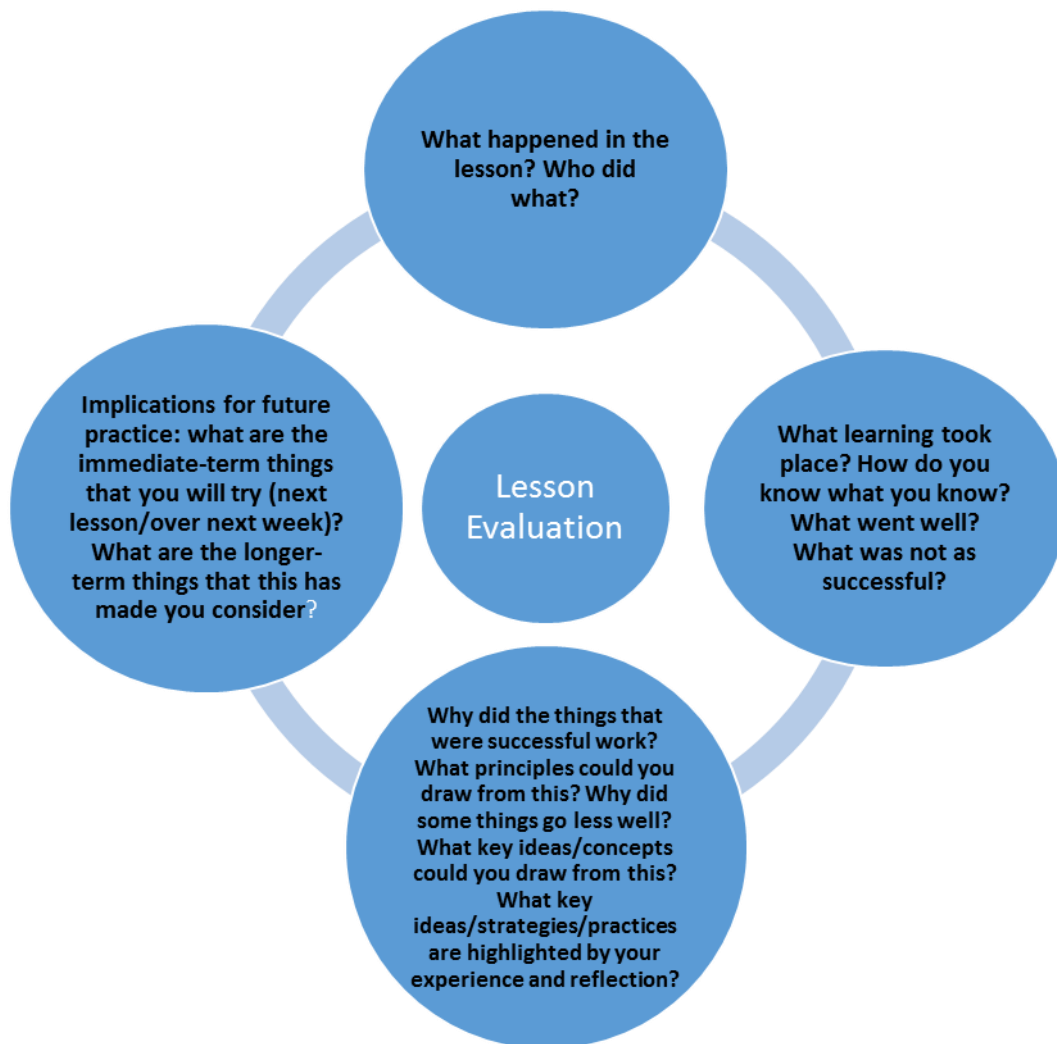 What happened in the
lesson? Who did
what?
What learning took
place? How do you
know what you know?
What went well?
What was not as
successful?
Why did the things that
were successful work?
What principles could you
draw from this? Why did
some things go less well?
What key ideas/concepts
could you draw from this?
What key
ideas/strategies/practices
are highlighted by your
experience and reflection?
Implications for future
practice: what are the
immediate-term things
that you will try (next
lesson/over next week)?
What are the longer-
term things that this has
made you consider?
Lesson
Evaluation